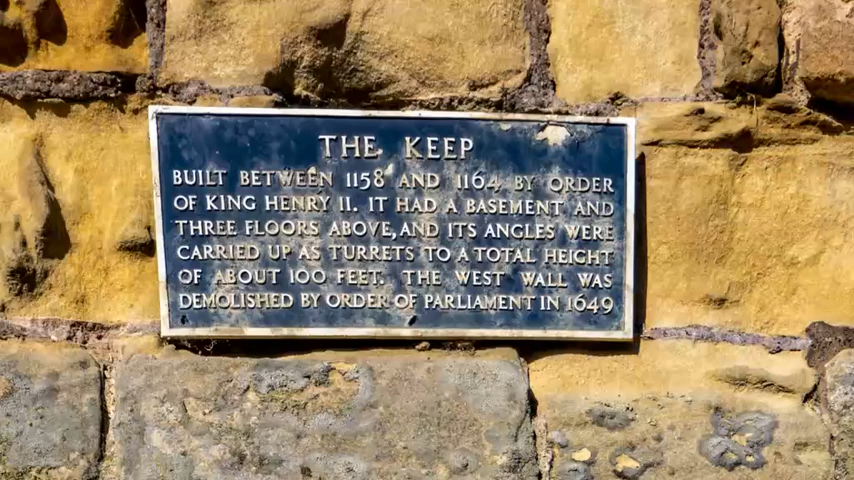 THE KEEP
BUILT BETWEEN 1158 AND 1164 BY ORDER
OF KING HENRY II. IT HAD A BASEMENT AND
THREE FLOORS ABOVE, AND ITS ANGLES WERE
CARRIED UP AS TURRETS TO A TOTAL HEIGHT
OF ABOUT 100 FEET. THE WEST WALL WAS
DEMOLISHED BY ORDER OF PARLIAMENT IN 1649